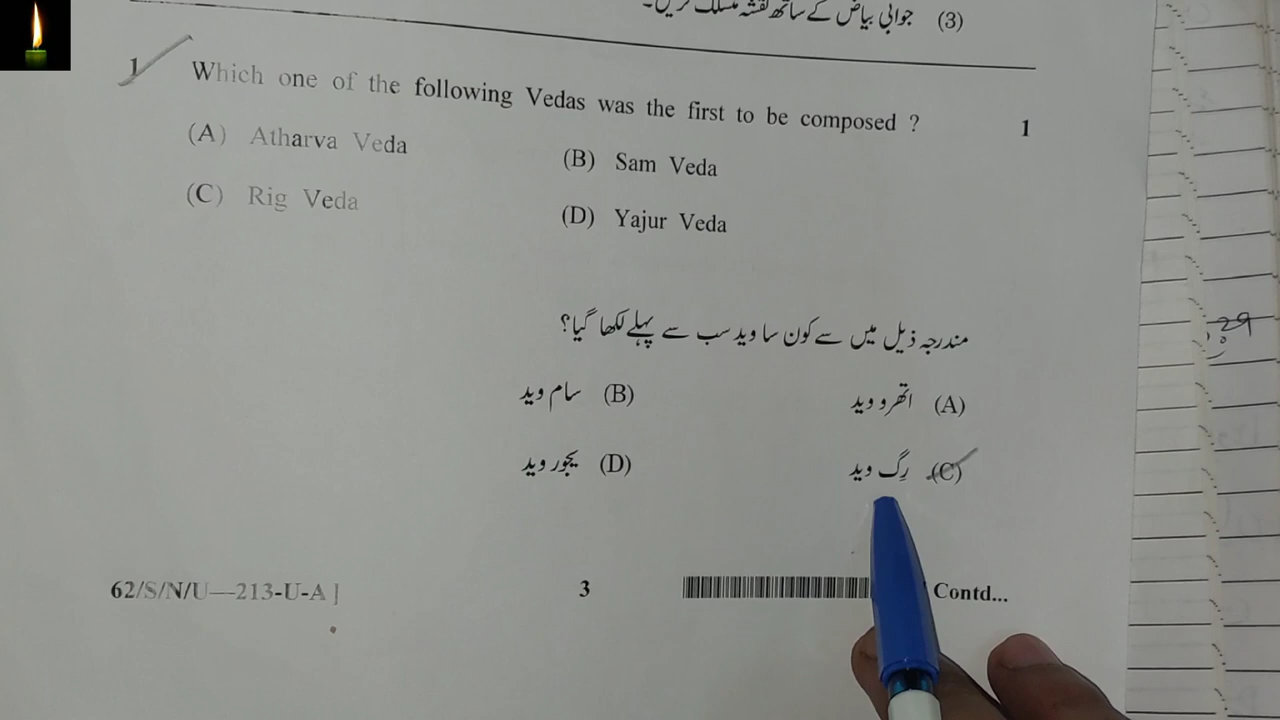 (3) جوابی بیاض کے ساتھ نقشہ منسلک کریں۔
1 Which one of the following Vedas was the first to be composed ? 1
(A) Atharva Veda (B) Sam Veda
(C) Rig Veda (D) Yajur Veda
مندرجہ ذیل میں سے کون سا وید سب سے پہلے لکھا گیا؟
(A) اتھرو وید (B) سام وید
(C) رِگ وید (D) یجور وید
62/S/N/U—213-U-A ] 3 Contd...
29